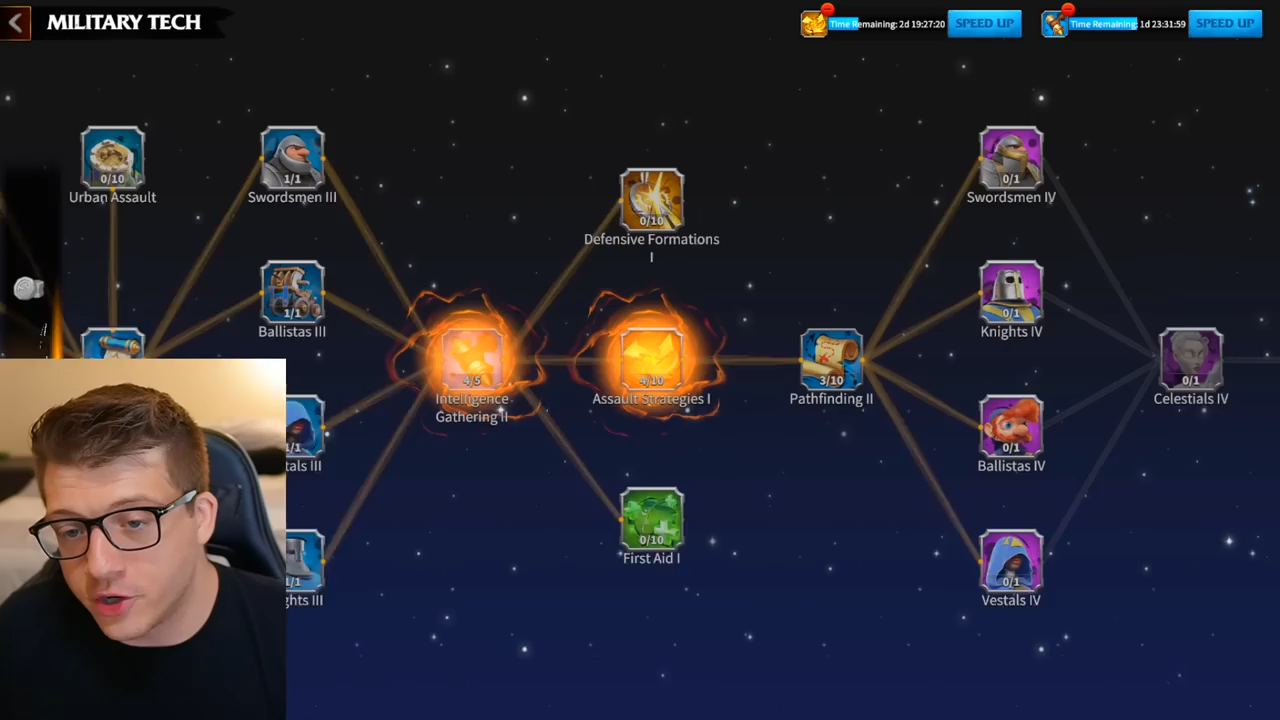 MILITARY TECH
Time Remaining: 2d 19:27:20
SPEED UP
Time Remaining: 1d 23:31:59
SPEED UP
0/10
Urban Assault
1/1
Swordsmen III
0/10
Defensive Formations
I
0/1
Swordsmen IV
1/1
Ballistas III
0/1
Knights IV
4/5
Intelligence
Gathering II
4/10
Assault Strategies I
3/10
Pathfinding II
0/1
Celestials IV
1/1
tals III
0/1
Ballistas IV
0/10
First Aid I
1/1
ghts III
0/1
Vestals IV